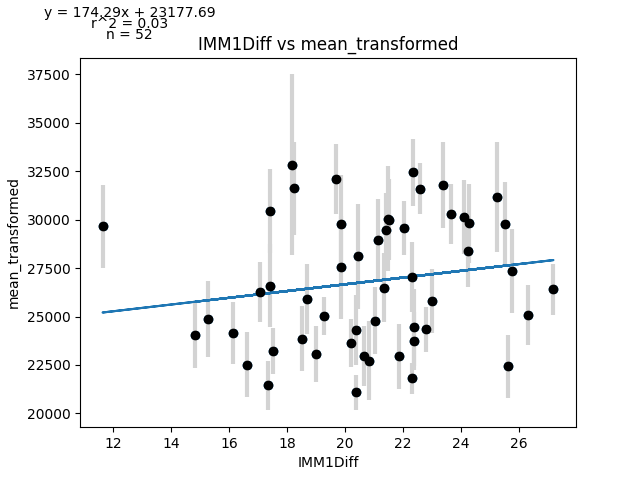 y = 174.29x + 23177.69
r^2 = 0.03
n = 52
IMM1Diff vs mean_transformed
37500
35000
32500
30000
27500
25000
22500
20000
mean_transformed
12 14 16 18 20 22 24 26
IMM1Diff